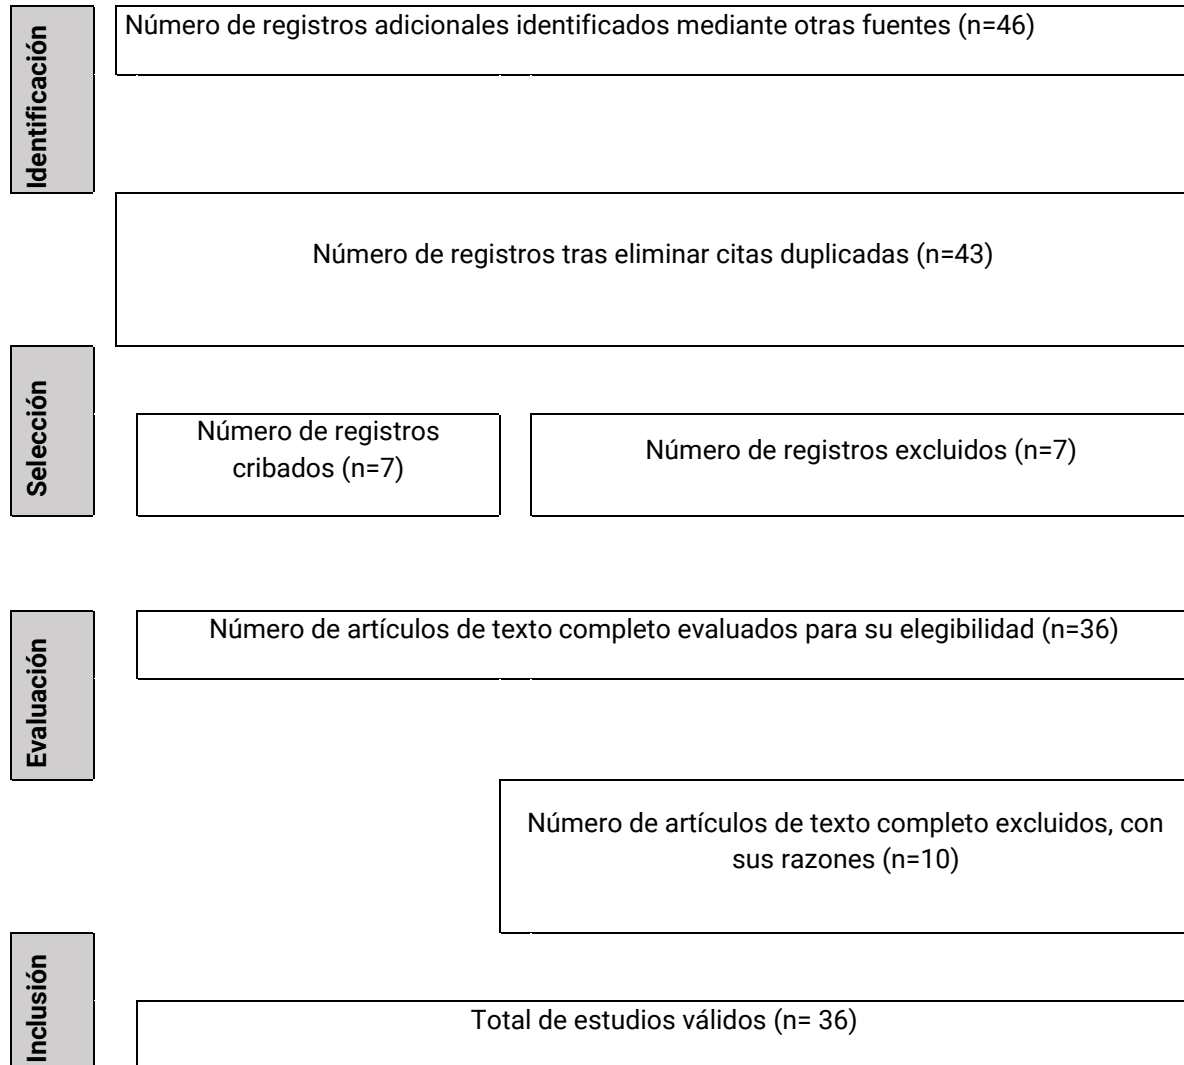 Identificación
Número de registros adicionales identificados mediante otras fuentes (n=46)
Número de registros tras eliminar citas duplicadas (n=43)
Selección
Número de registros
cribados (n=7)
Número de registros excluidos (n=7)
Evaluación
Número de artículos de texto completo evaluados para su elegibilidad (n=36)
Número de artículos de texto completo excluidos, con
sus razones (n=10)
Inclusión
Total de estudios válidos (n= 36)